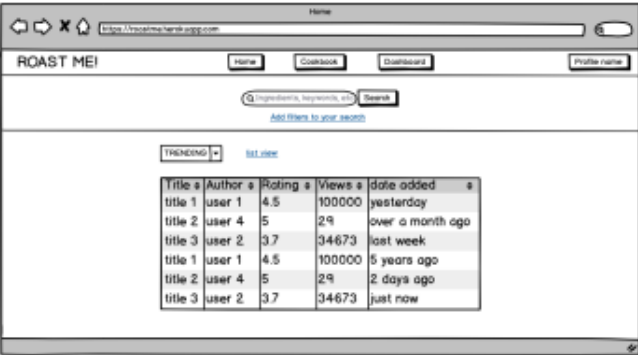 Home
https://roastme.herokuapp.com
ROAST ME! Home Cookbook Dashboard Profile name
Ingredients, keywords, Search
Add filters to your search
TRENDING list view
Title Author Rating Views date added
title 1 user 1 4.5 100000 yesterday
title 2 user 4 5 29 over a month ago
title 3 user 2 3.7 34673 last week
title 1 user 1 4.5 100000 5 years ago
title 2 user 4 5 29 2 days ago
title 3 user 2 3.7 34673 just now